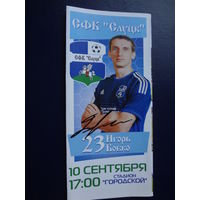 СФК "Слуцк"
СФК "Слуцк"
23 Игорь
Бобко
10 СЕНТЯБРЯ
17:00 СТАДИОН
"ГОРОДСКОЙ"